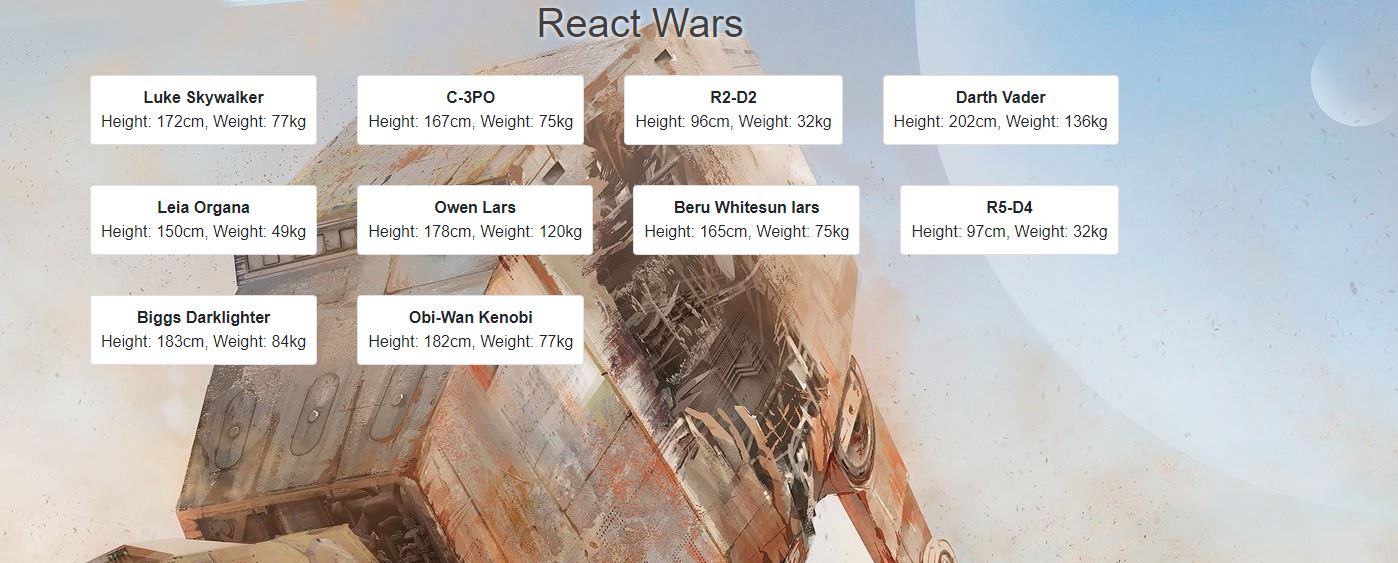 React Wars
Luke Skywalker
Height: 172cm, Weight: 77kg
C-3PO
Height: 167cm, Weight: 75kg
R2-D2
Height: 96cm, Weight: 32kg
Darth Vader
Height: 202cm, Weight: 136kg
Leia Organa
Height: 150cm, Weight: 49kg
Owen Lars
Height: 178cm, Weight: 120kg
Beru Whitesun lars
Height: 165cm, Weight: 75kg
R5-D4
Height: 97cm, Weight: 32kg
Biggs Darklighter
Height: 183cm, Weight: 84kg
Obi-Wan Kenobi
Height: 182cm, Weight: 77kg